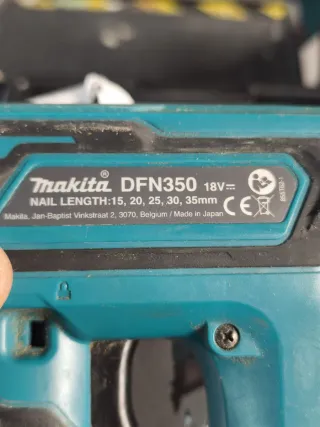 makita® DFN350 18V⎓
NAIL LENGTH:15, 20, 25, 30, 35mm
Makita, Jan-Baptist Vinkstraat 2, 3070, Belgium / Made in Japan
CE